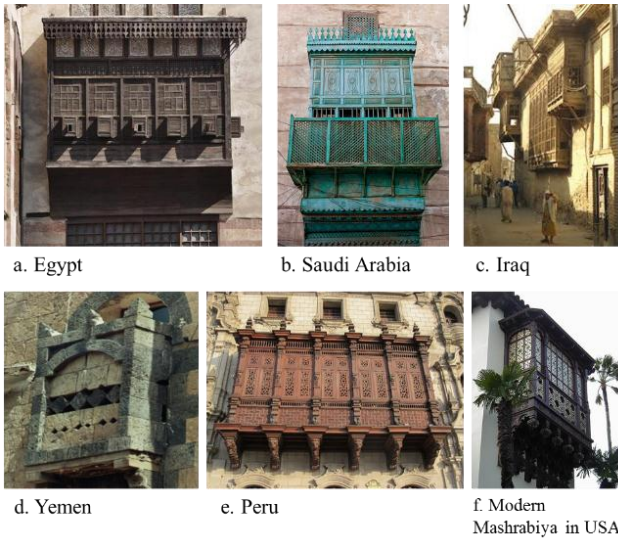 a. Egypt
b. Saudi Arabia
c. Iraq
d. Yemen
e. Peru
f. Modern
Mashrabiya in USA